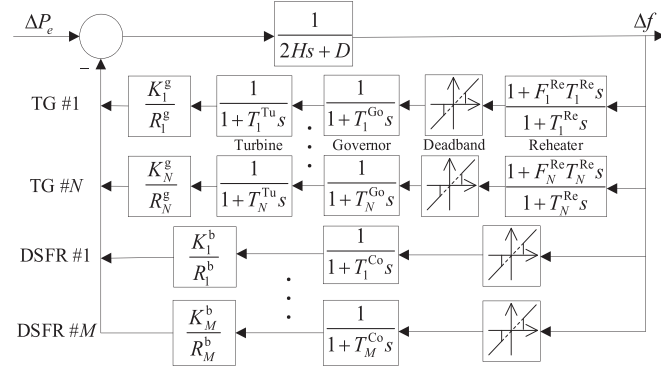 ΔP_e
−
1
2Hs + D
Δf
TG #1
K_1^g
R_1^g
1
1+T_1^Tu s
1
1+T_1^Go s
1+F_1^Re T_1^Re s
1+T_1^Re s
Turbine Governor Deadband Reheater
TG #N
K_N^g
R_N^g
1
1+T_N^Tu s
1
1+T_N^Go s
1+F_N^Re T_N^Re s
1+T_N^Re s
DSFR #1
K_1^b
R_1^b
1
1+T_1^Co s
DSFR #M
K_M^b
R_M^b
1
1+T_M^Co s